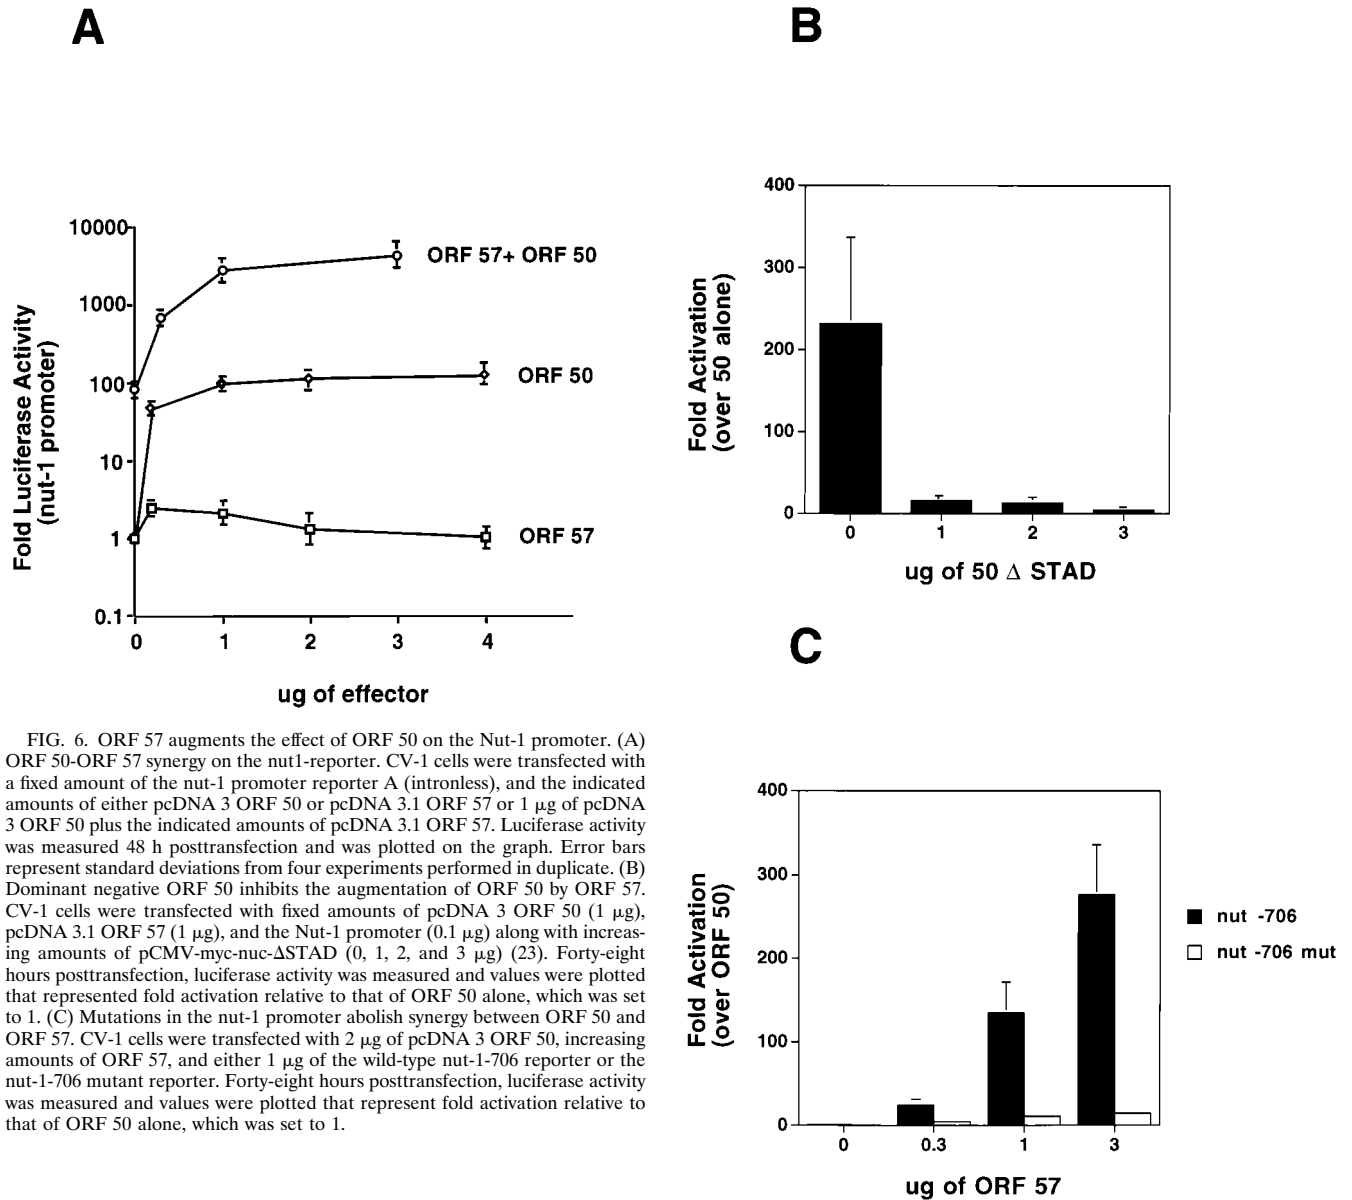 A
10000
1000
100
10
1
0.1
0
1
2
3
4
ORF 57+ ORF 50
ORF 50
ORF 57
Fold Luciferase Activity
(nut-1 promoter)
ug of effector
FIG. 6. ORF 57 augments the effect of ORF 50 on the Nut-1 promoter. (A)
ORF 50-ORF 57 synergy on the nut1-reporter. CV-1 cells were transfected with
a fixed amount of the nut-1 promoter reporter A (intronless), and the indicated
amounts of either pcDNA 3 ORF 50 or pcDNA 3.1 ORF 57 or 1 μg of pcDNA
3 ORF 50 plus the indicated amounts of pcDNA 3.1 ORF 57. Luciferase activity
was measured 48 h posttransfection and was plotted on the graph. Error bars
represent standard deviations from four experiments performed in duplicate. (B)
Dominant negative ORF 50 inhibits the augmentation of ORF 50 by ORF 57.
CV-1 cells were transfected with fixed amounts of pcDNA 3 ORF 50 (1 μg),
pcDNA 3.1 ORF 57 (1 μg), and the Nut-1 promoter (0.1 μg) along with increas-
ing amounts of pCMV-myc-nuc-ΔSTAD (0, 1, 2, and 3 μg) (23). Forty-eight
hours posttransfection, luciferase activity was measured and values were plotted
that represented fold activation relative to that of ORF 50 alone, which was set
to 1. (C) Mutations in the nut-1 promoter abolish synergy between ORF 50 and
ORF 57. CV-1 cells were transfected with 2 μg of pcDNA 3 ORF 50, increasing
amounts of ORF 57, and either 1 μg of the wild-type nut-1-706 reporter or the
nut-1-706 mutant reporter. Forty-eight hours posttransfection, luciferase activity
was measured and values were plotted that represent fold activation relative to
that of ORF 50 alone, which was set to 1.
B
400
300
200
100
0
0
1
2
3
Fold Activation
(over 50 alone)
ug of 50 Δ STAD
C
400
300
200
100
0
0
0.3
1
3
Fold Activation
(over ORF 50)
ug of ORF 57
nut -706
nut -706 mut